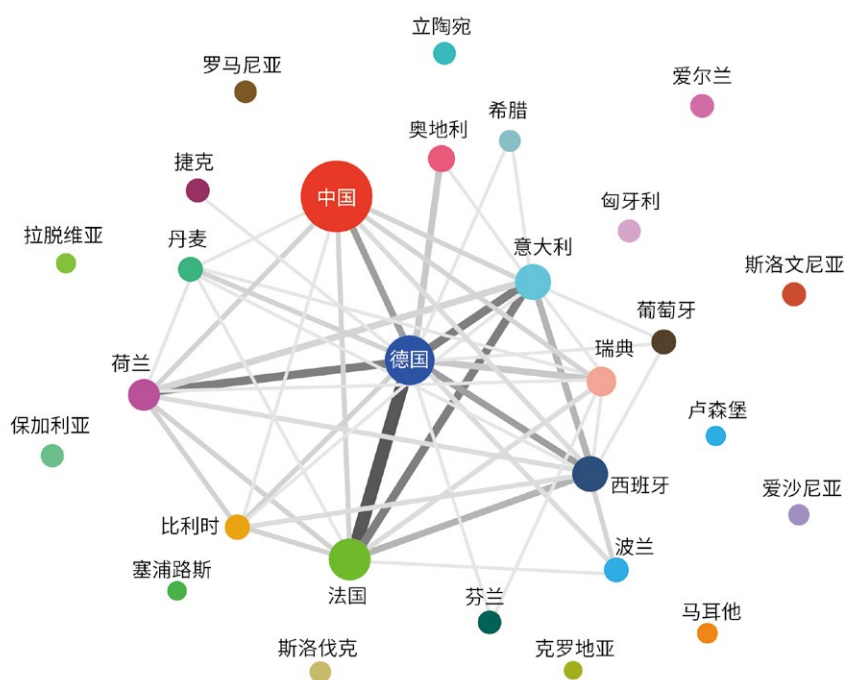 立陶宛
罗马尼亚
爱尔兰
希腊
奥地利
捷克
中国
匈牙利
拉脱维亚
丹麦
意大利
斯洛文尼亚
葡萄牙
荷兰
德国
瑞典
保加利亚
卢森堡
西班牙
爱沙尼亚
比利时
波兰
塞浦路斯
法国
芬兰
马耳他
斯洛伐克
克罗地亚